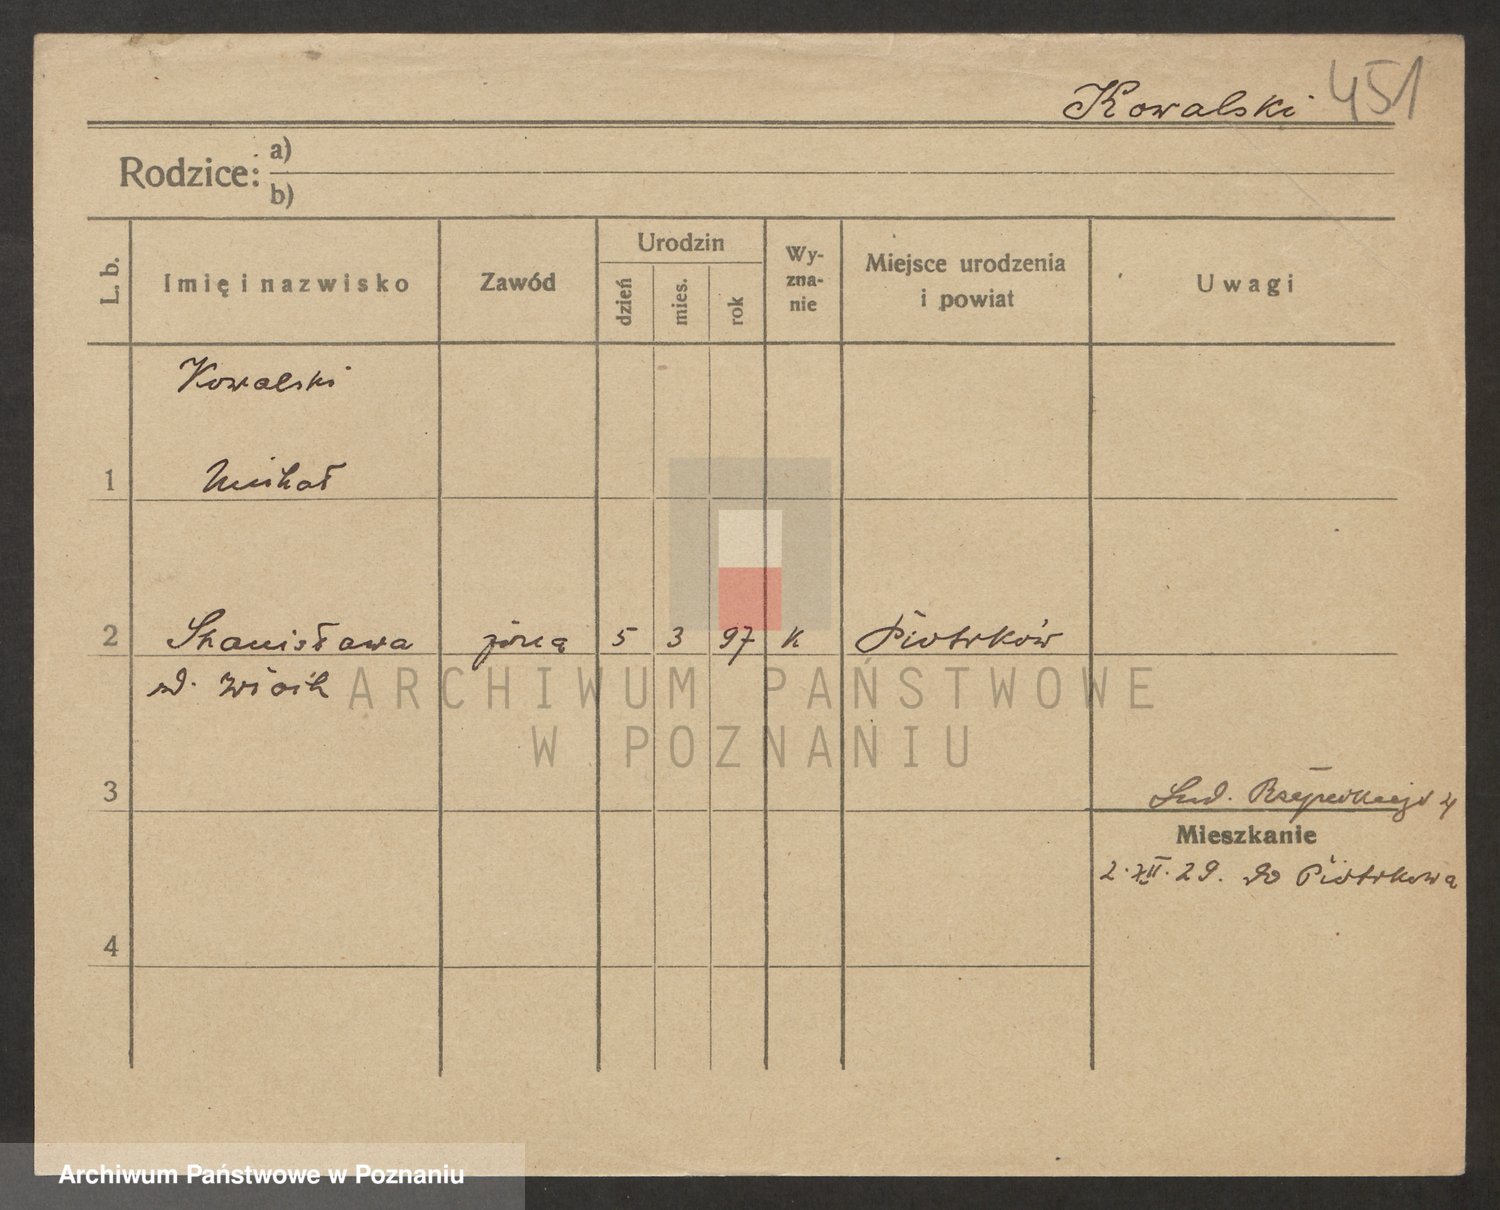 Kowalski 451
Rodzice: a)
b)
L. b.
Imię i nazwisko
Zawód
Urodzin
dzień
mies.
rok
Wy-
zna-
nie
Miejsce urodzenia
i powiat
Uwagi
Kowalski
1 Michał
2 Stanisława żona 5 3 97 k Piotrków
zd.
ARCHIWUM PAŃSTWOWE
W POZNANIU
3
4
Mieszkanie
2. XII. 29. do Piotrkowa
4
Archiwum Państwowe w Poznaniu